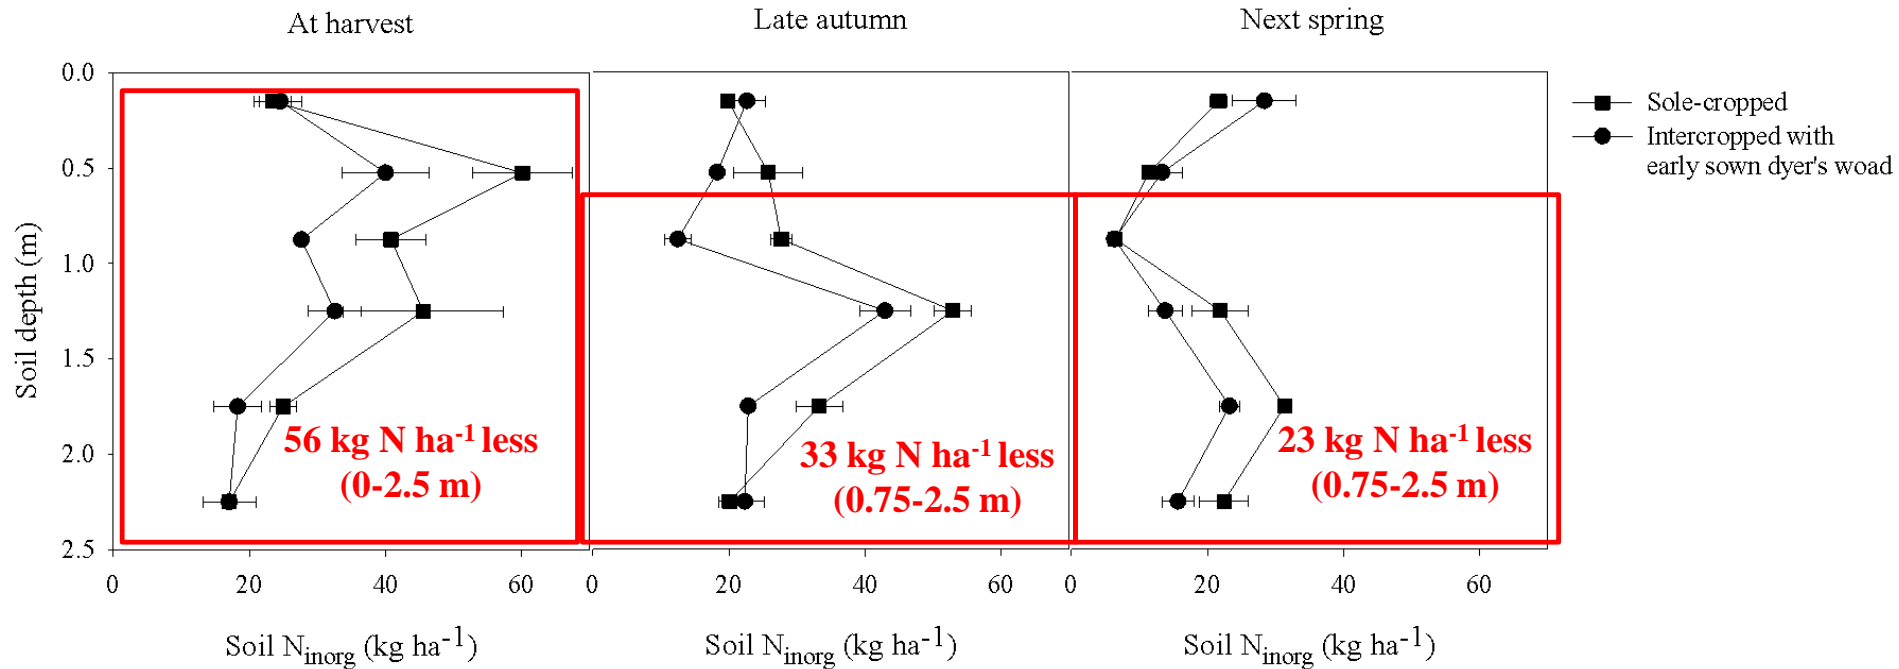 At harvest
Late autumn
Next spring
0.0
0.5
1.0
1.5
2.0
2.5
Soil depth (m)
Sole-cropped
Intercropped with
early sown dyer's woad
56 kg N ha-1 less
(0-2.5 m)
33 kg N ha-1 less
(0.75-2.5 m)
23 kg N ha-1 less
(0.75-2.5 m)
0 20 40 60
0 20 40 60
0 20 40 60
Soil Ninorg (kg ha-1)
Soil Ninorg (kg ha-1)
Soil Ninorg (kg ha-1)